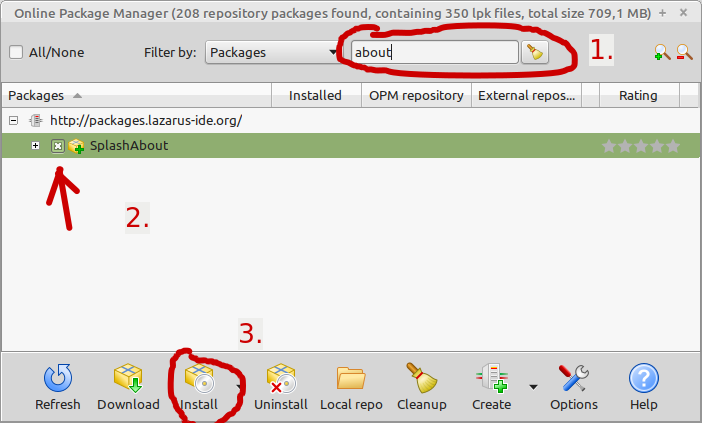 Online Package Manager (208 repository packages found, containing 350 lpk files, total size 709,1 MB)
All/None Filter by: Packages about 1.
Packages Installed OPM repository External repos... Rating
http://packages.lazarus-ide.org/
SplashAbout
2.
3.
Refresh Download Install Uninstall Local repo Cleanup Create Options Help